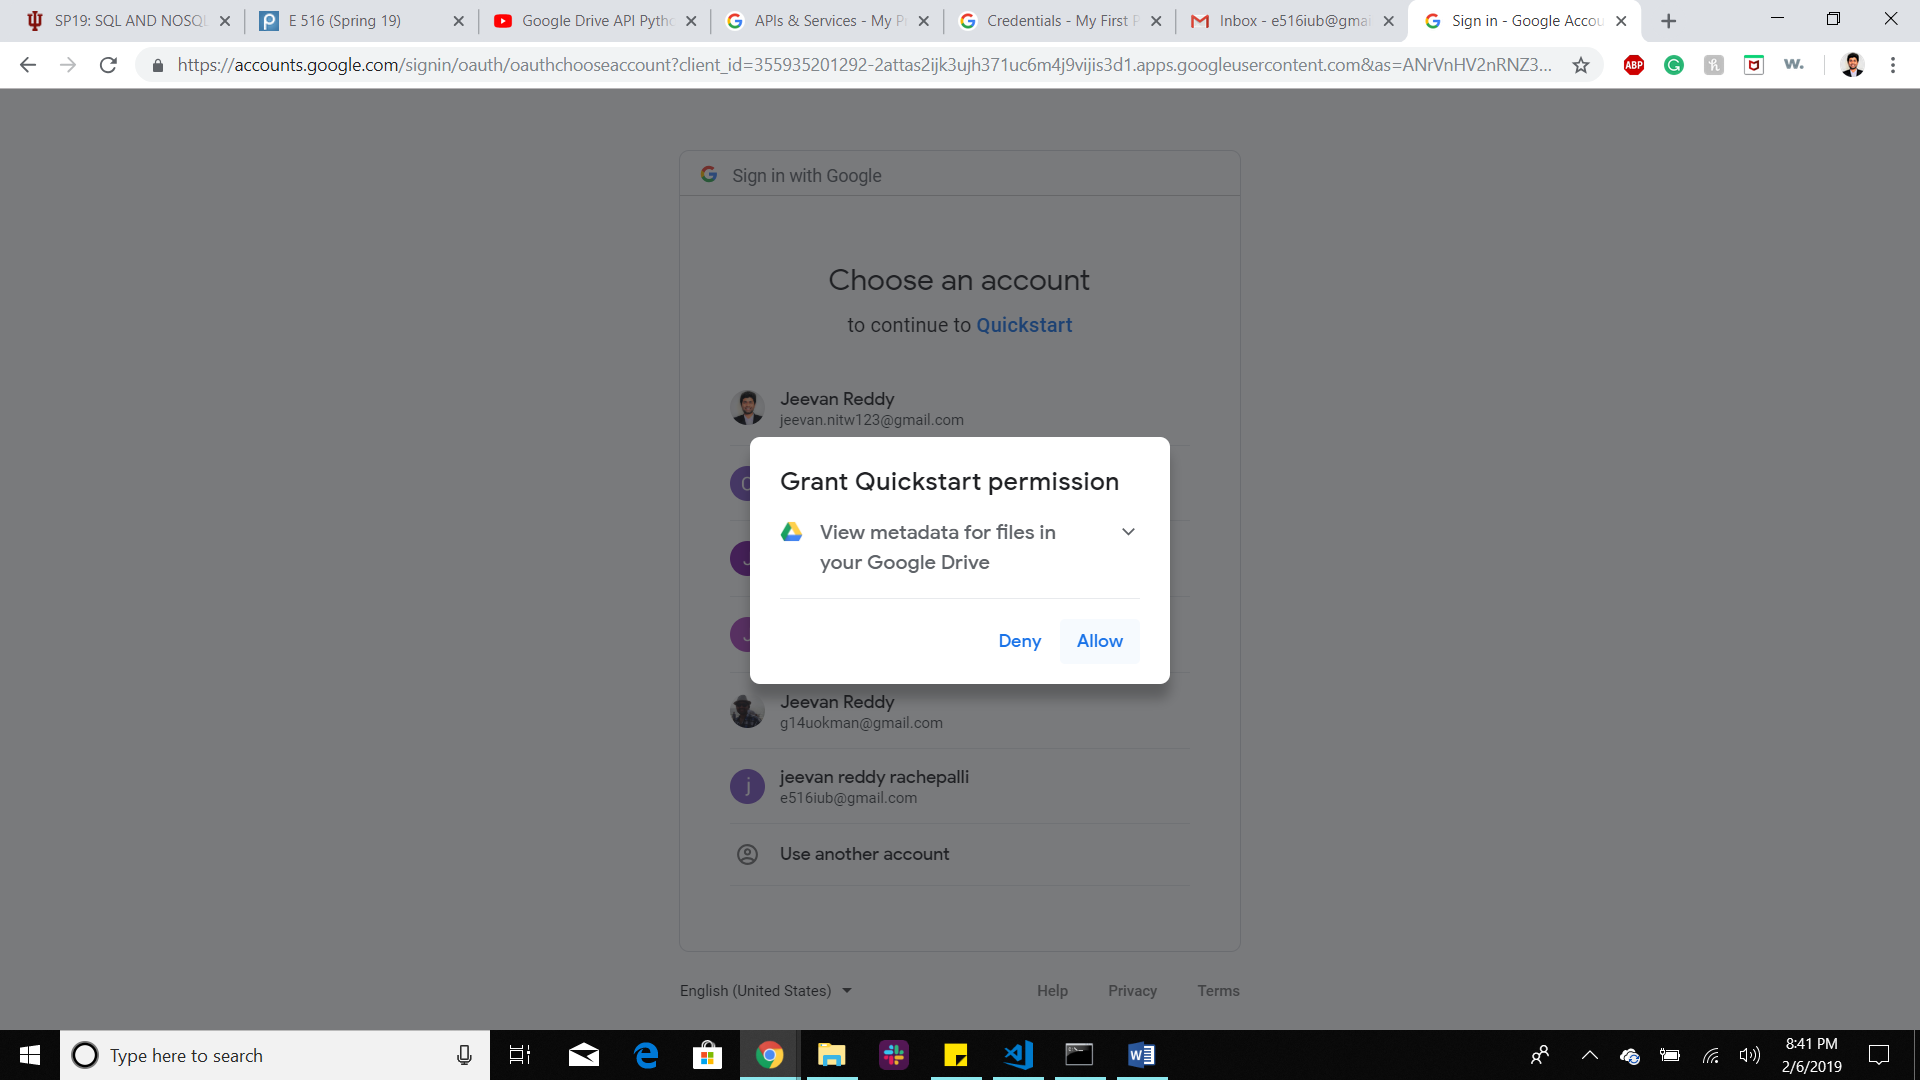 SP19: SQL AND NOSQL
E 516 (Spring 19)
Google Drive API Pytho
APIs & Services - My P
Credentials - My First P
Inbox - e516iub@gmai
Sign in - Google Accou
https://accounts.google.com/signin/oauth/oauthchooseaccount?client_id=355935201292-2attas2ijk3ujh371uc6m4j9vijis3d1.apps.googleusercontent.com&as=ANrVnHV2nRNZ3...
ABP
w.
Sign in with Google
Choose an account
to continue to Quickstart
Jeevan Reddy
jeevan.nitw123@gmail.com
Grant Quickstart permission
View metadata for files in
your Google Drive
Deny
Allow
Jeevan Reddy
g14uokman@gmail.com
j
jeevan reddy rachepalli
e516iub@gmail.com
Use another account
English (United States)
Help
Privacy
Terms
Type here to search
8:41 PM
2/6/2019